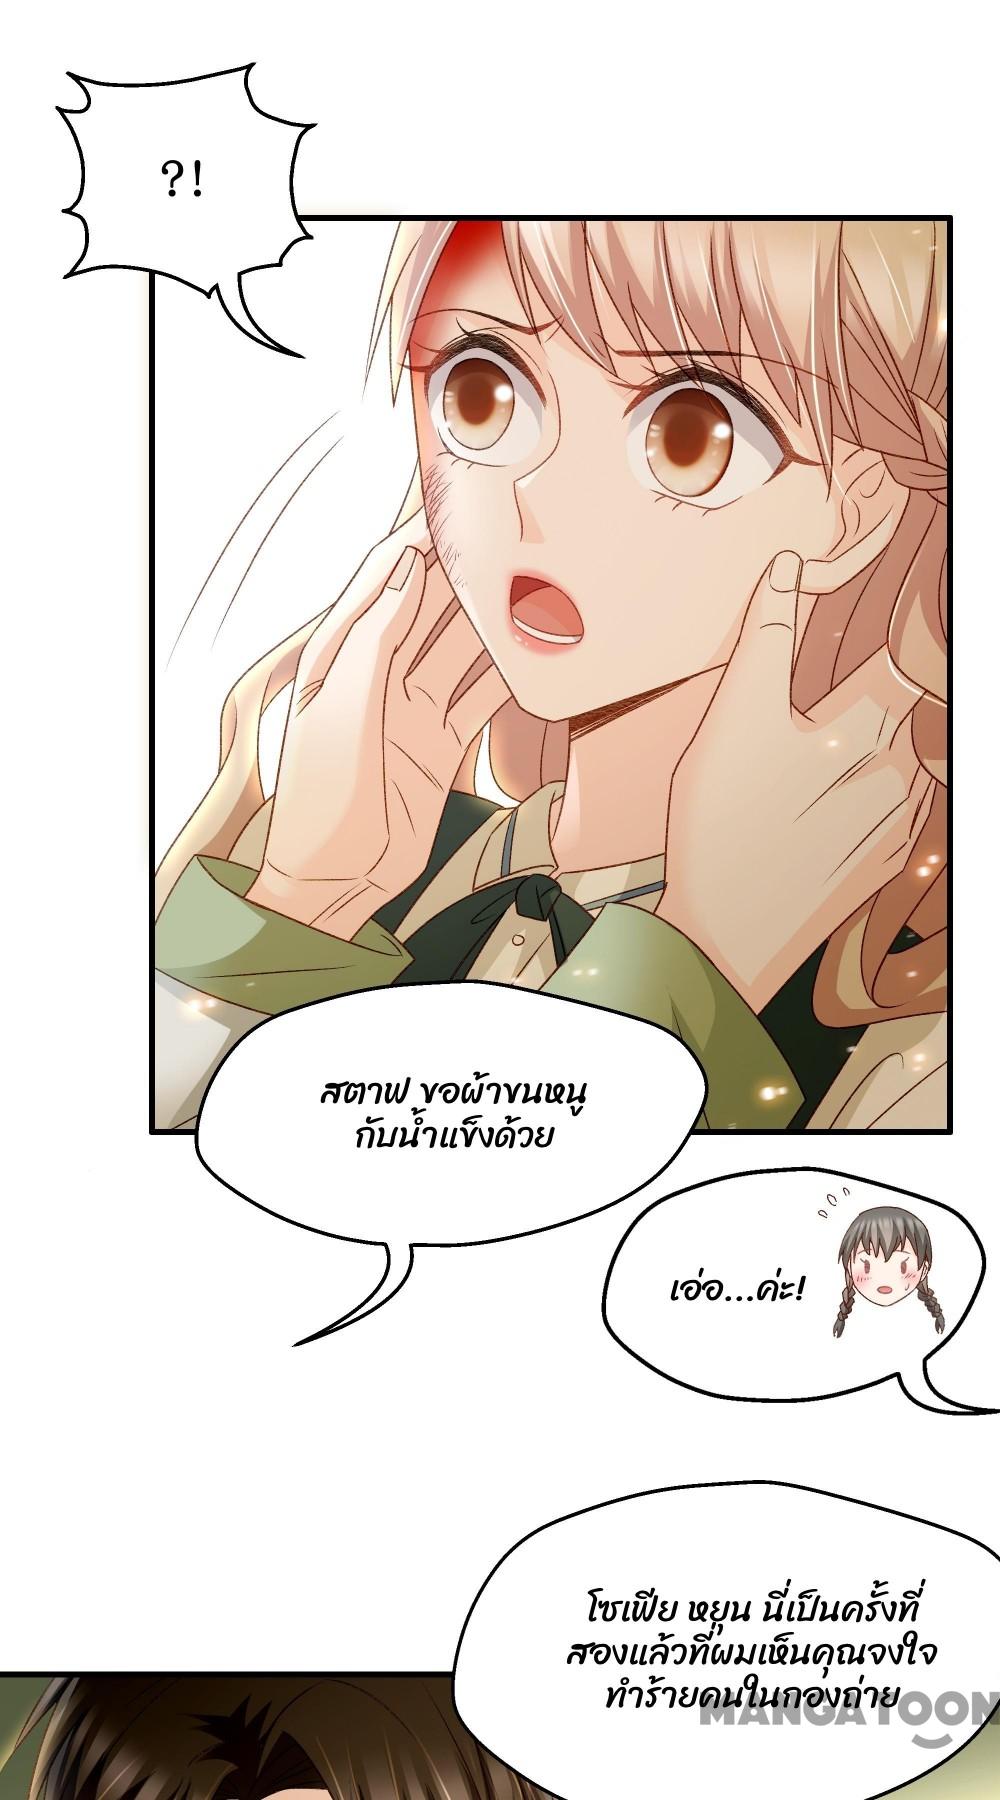 ?!
สตาฟ ขอผ้าขนหนู
กับน้ำแข็งด้วย
เอ่อ...ค่ะ!
โซเฟีย หยุน นี่เป็นครั้งที่
สองแล้วที่ผมเห็นคุณจงใจ
ทำร้ายคนในกองถ่าย
MANGATOON